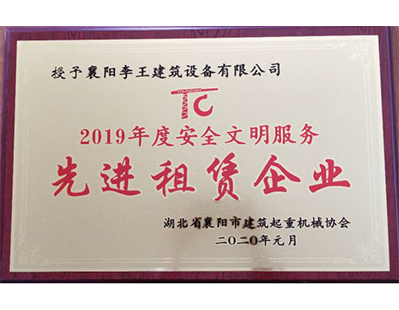 授予襄阳李王建筑设备有限公司
TC
2019年度安全文明服务
先进租赁企业
湖北省襄阳市建筑起重机械协会
二〇二〇年元月